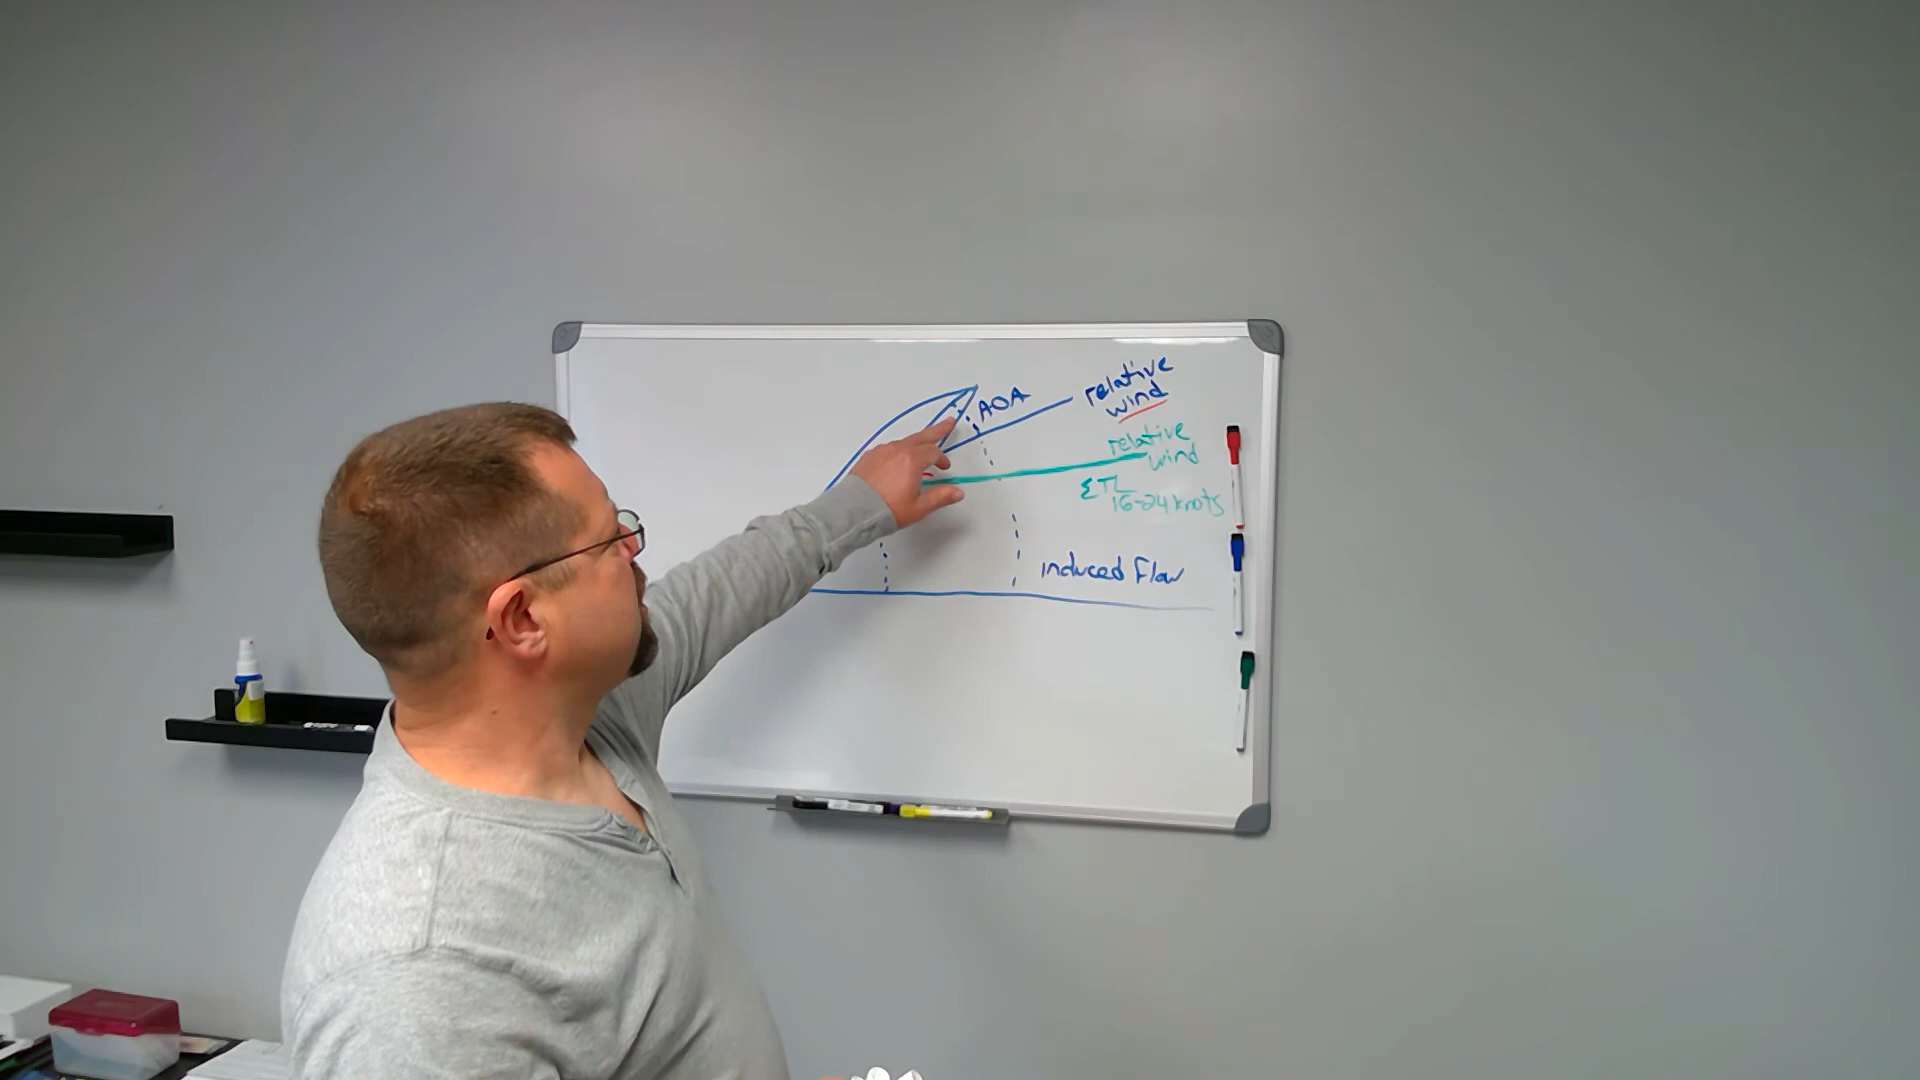 AOA
relative
wind
relative
wind
ETL
16-24 knots
induced flow